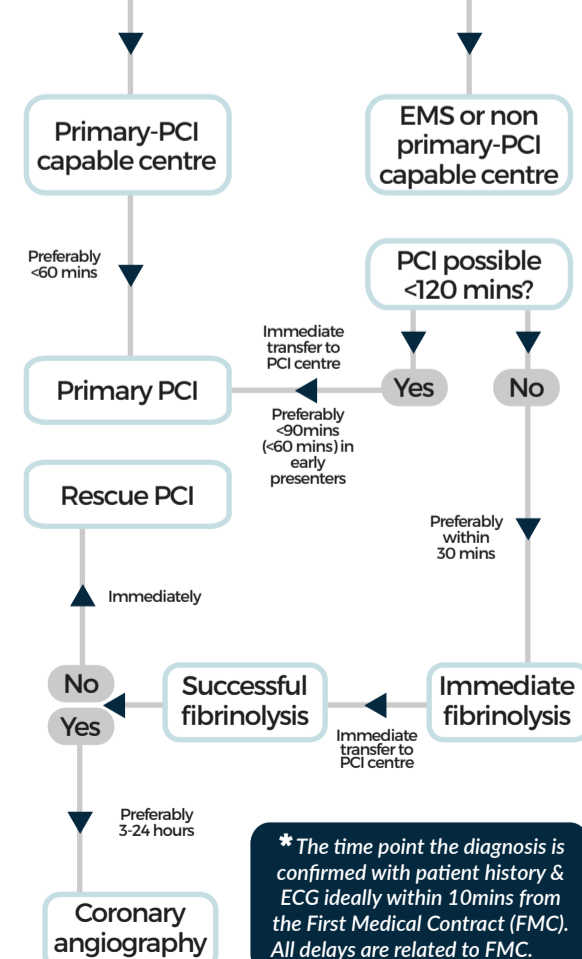 Primary-PCI
capable centre
EMS or non
primary-PCI
capable centre
Preferably
<60 mins
PCI possible
<120 mins?
Immediate
transfer to
PCI centre
Primary PCI
Yes
No
Preferably
<90mins
(<60 mins) in
early
presenters
Rescue PCI
Preferably
within
30 mins
Immediately
No
Yes
Successful
fibrinolysis
Immediate
fibrinolysis
Immediate
transfer to
PCI centre
Preferably
3-24 hours
Coronary
angiography
* The time point the diagnosis is
confirmed with patient history &
ECG ideally within 10mins from
the First Medical Contract (FMC).
All delays are related to FMC.